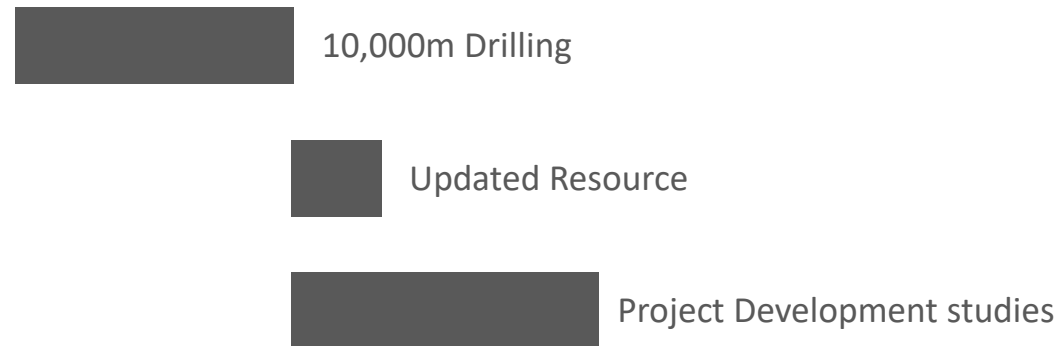 10,000m Drilling
Updated Resource
Project Development studies